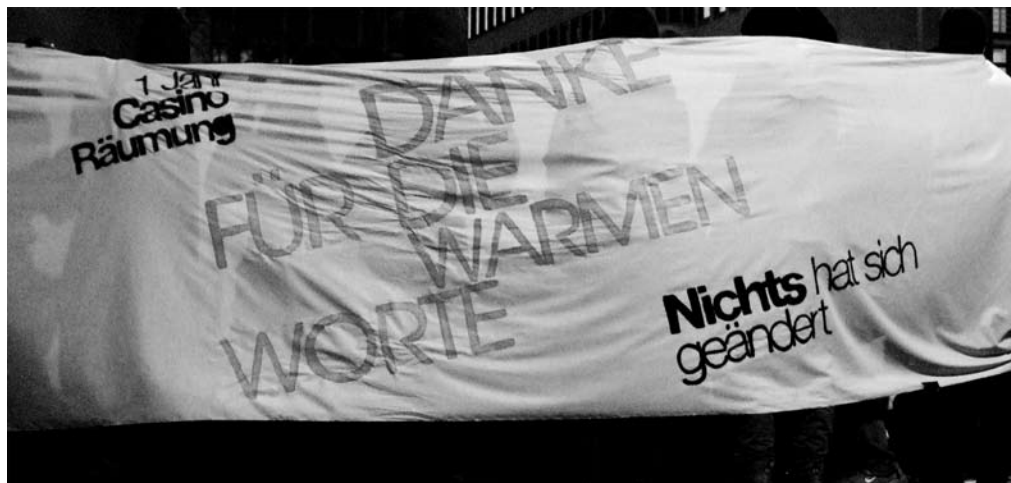 1 Jahr
Casino
Räumung
DANKE
FÜR DIE
WARMEN
WORTE
Nichts hat sich
geändert